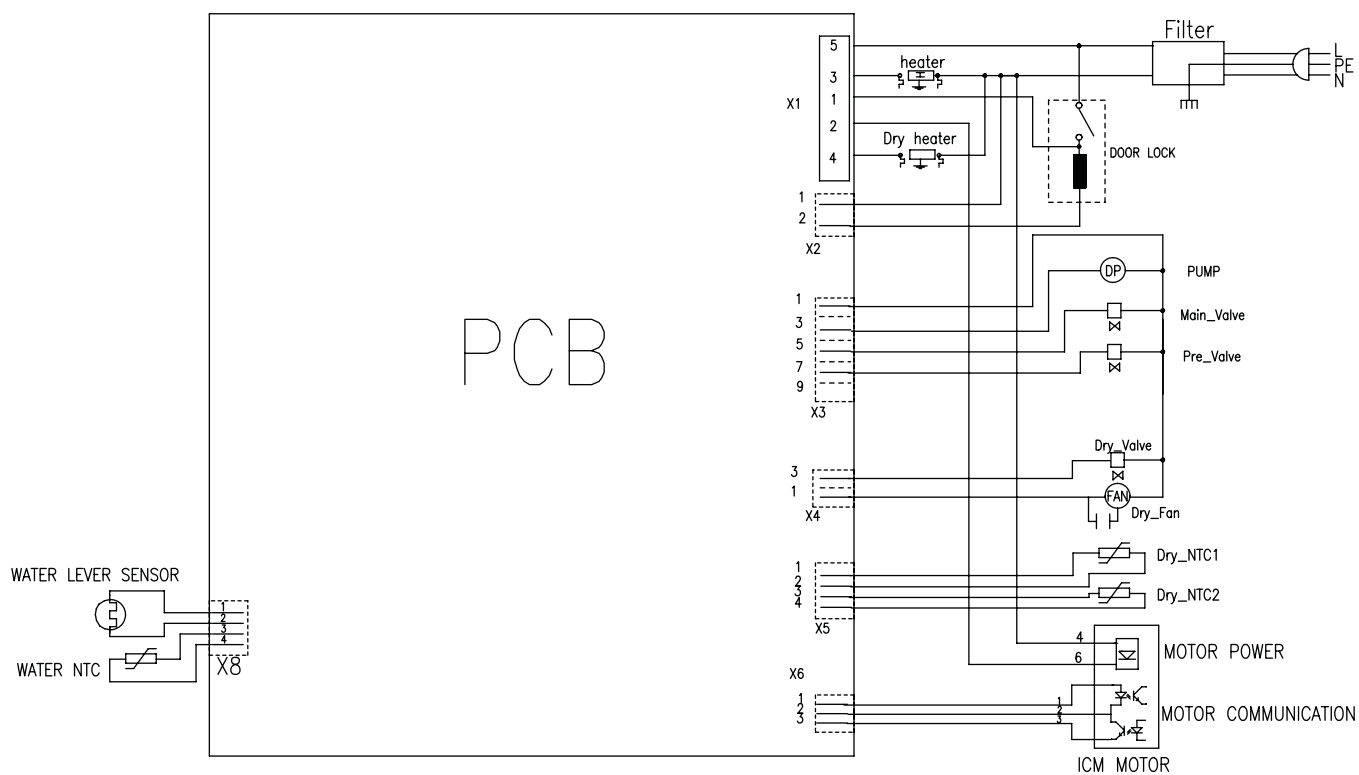 Filter
L
PE
N
5
heater
3
X1
1
2
Dry heater
4
DOOR LOCK
1
2
X2
DP
PUMP
1
Main_Valve
3
5
Pre_Valve
7
9
X3
PCB
Dry_Valve
3
1
FAN
X4
Dry_Fan
Dry_NTC1
1
2
3
4
Dry_NTC2
X5
WATER LEVER SENSOR
1
2
3
4
X8
WATER NTC
4
MOTOR POWER
6
X6
1
2
3
1
2
3
MOTOR COMMUNICATION
ICM MOTOR